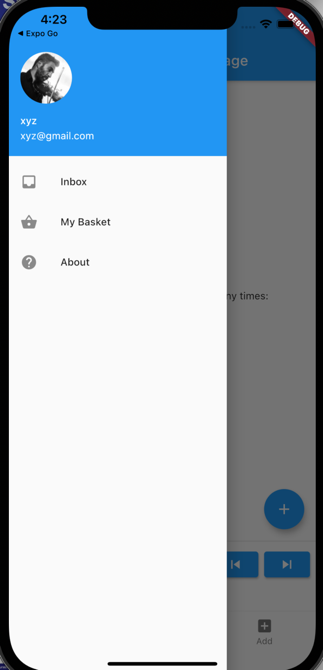 4:23
DEBUG
◀ Expo Go
age
xyz
xyz@gmail.com
Inbox
My Basket
About
ny times:
Add